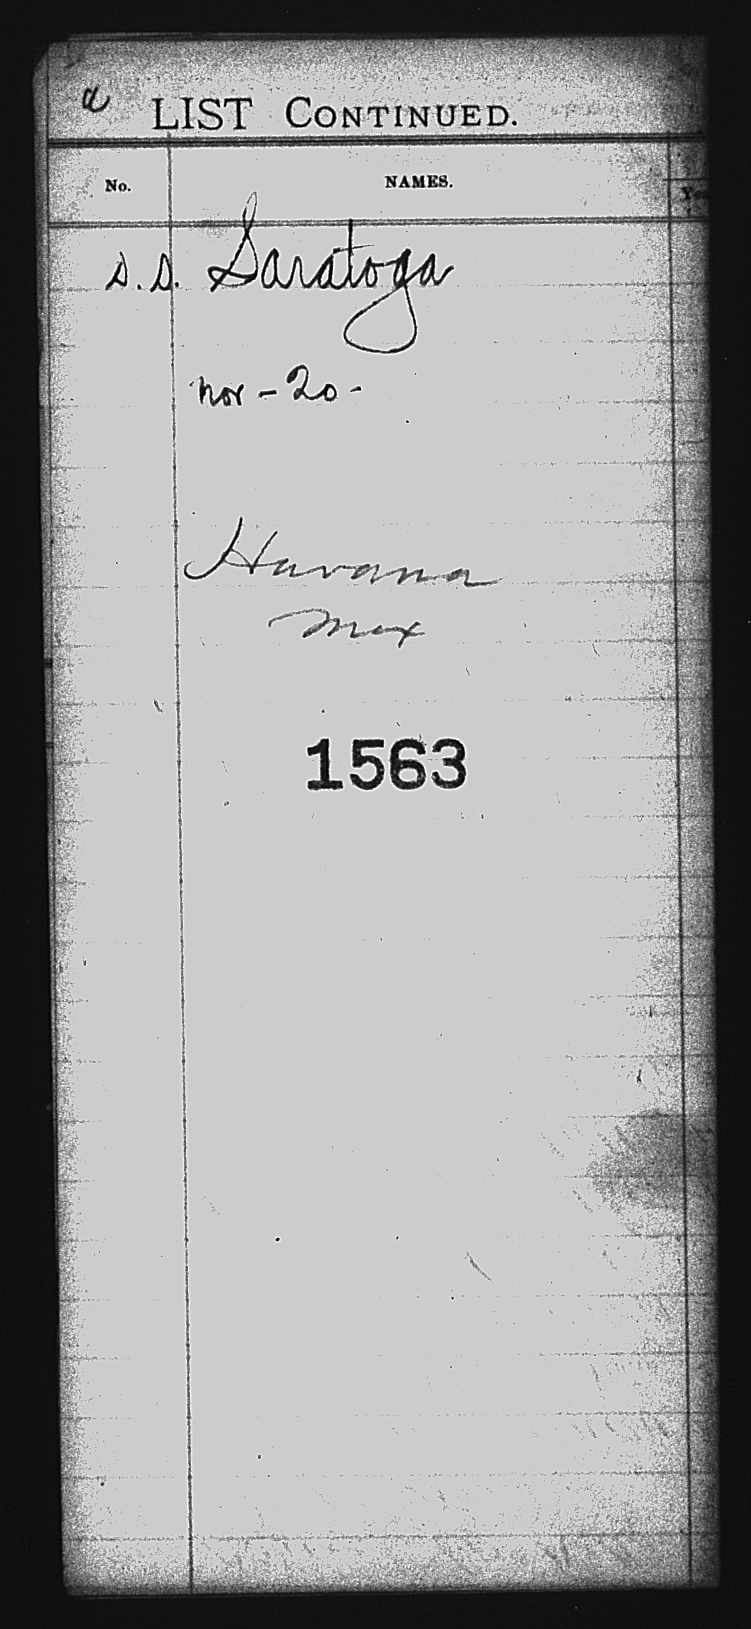 a LIST CONTINUED.
No. NAMES.
S.S. Saratoga
Nov - 20 -
Havana
Mex
1563